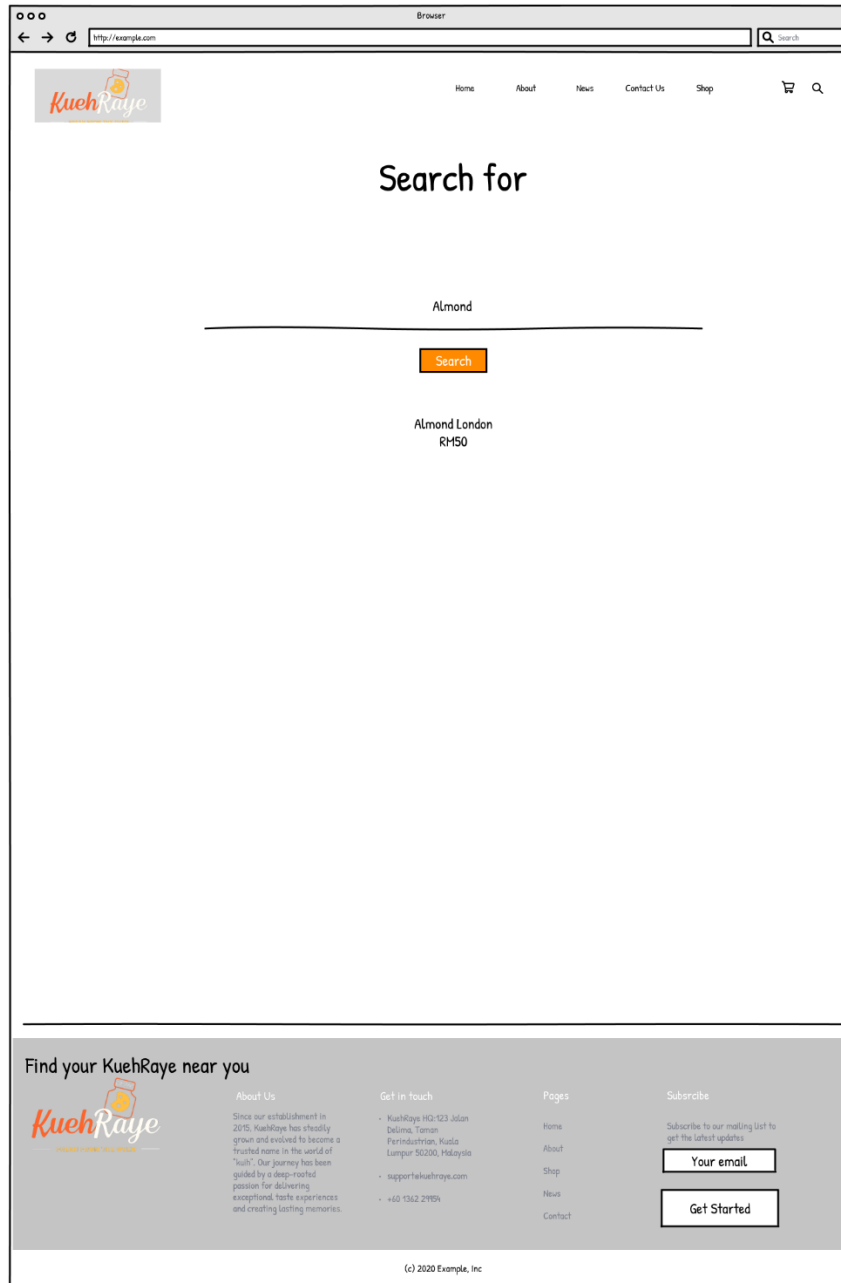 Browser
http://example.com
Search
KuehRaye
Home About News Contact Us Shop
Search for
Almond
Search
Almond London
RM50
Find your KuehRaye near you
KuehRaye
About Us
Since our establishment in
2015, KuehRaye has steadily
grown and evolved to become a
trusted name in the world of
"kuih". Our journey has been
guided by a deep-rooted
passion for delivering
exceptional taste experiences
and creating lasting memories.
Get in touch
• KuehRaye HQ:123 Jalan
Delima, Taman
Perindustrian, Kuala
Lumpur 50200, Malaysia
• support@kuehraye.com
• +60 1362 29954
Pages
Home
About
Shop
News
Contact
Subsrcibe
Subscribe to our mailing list to
get the latest updates
Your email
Get Started
(c) 2020 Example, Inc